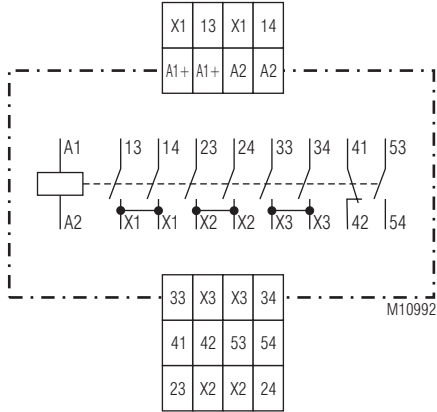 X1 13 X1 14
A1+ A1+ A2 A2
A1 13 14 23 24 33 34 41 53
A2 X1 X1 X2 X2 X3 X3 42 54
33 X3 X3 34
M10992
41 42 53 54
23 X2 X2 24